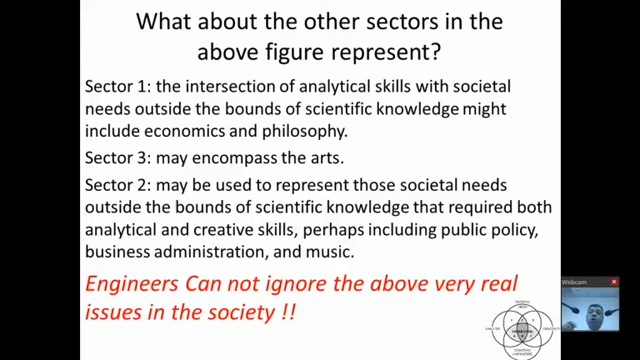 What about the other sectors in the
above figure represent?
Sector 1: the intersection of analytical skills with societal
needs outside the bounds of scientific knowledge might
include economics and philosophy.
Sector 3: may encompass the arts.
Sector 2: may be used to represent those societal needs
outside the bounds of scientific knowledge that required both
analytical and creative skills, perhaps including public policy,
business administration, and music.
Engineers Can not ignore the above very real
issues in the society !!
Webcam